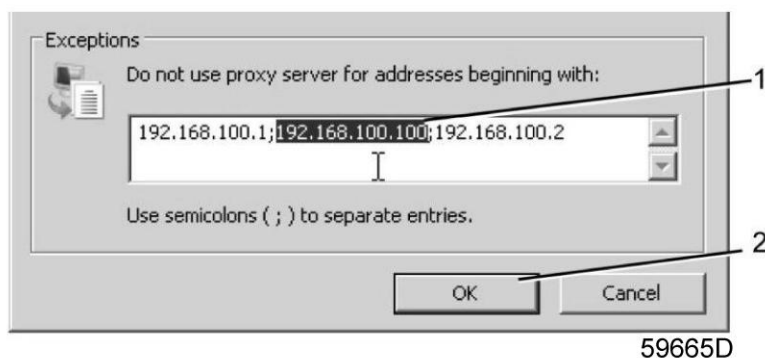 Exceptions
Do not use proxy server for addresses beginning with:
1
192.168.100.1;192.168.100.100;192.168.100.2
Use semicolons ( ; ) to separate entries.
2
OK
Cancel
59665D